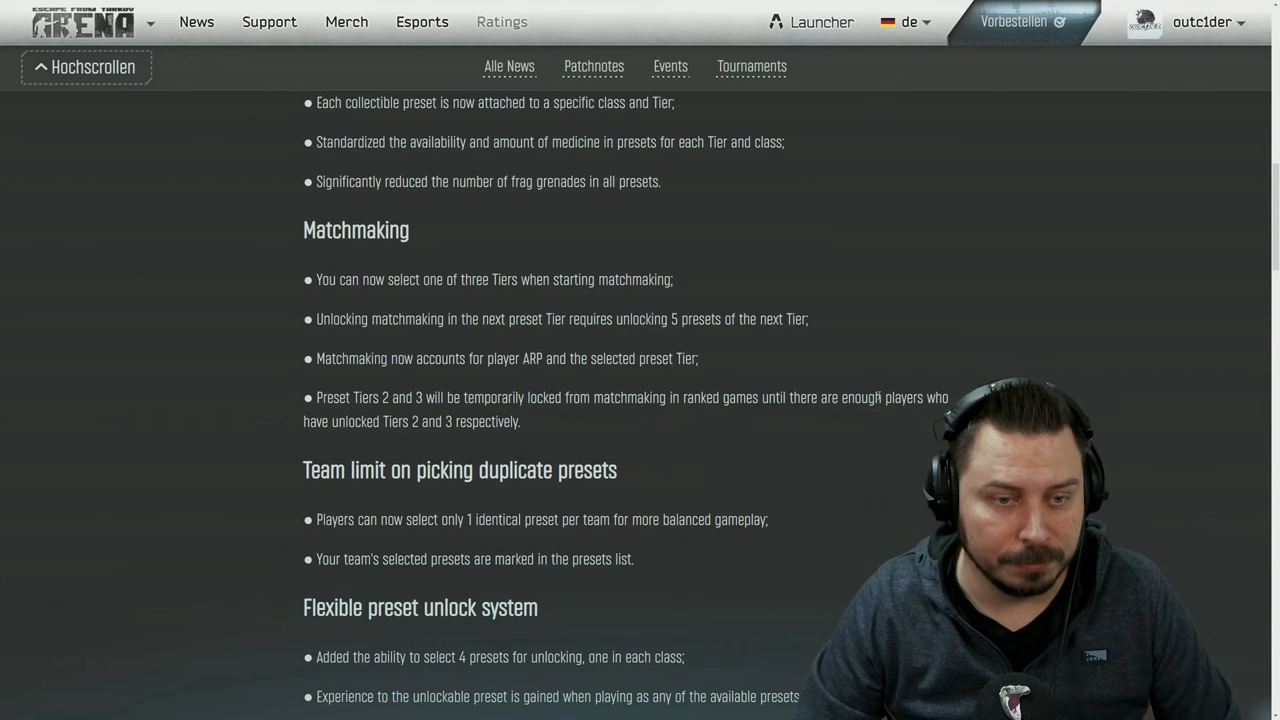 ESCAPE FROM TARKOV
ARENA
News
Support
Merch
Esports
Ratings
Launcher
de
Vorbestellen
outc1der
Hochscrollen
Alle News
Patchnotes
Events
Tournaments
● Each collectible preset is now attached to a specific class and Tier;
● Standardized the availability and amount of medicine in presets for each Tier and class;
● Significantly reduced the number of frag grenades in all presets.
Matchmaking
● You can now select one of three Tiers when starting matchmaking;
● Unlocking matchmaking in the next preset Tier requires unlocking 5 presets of the next Tier;
● Matchmaking now accounts for player ARP and the selected preset Tier;
● Preset Tiers 2 and 3 will be temporarily locked from matchmaking in ranked games until there are enough players who
have unlocked Tiers 2 and 3 respectively.
Team limit on picking duplicate presets
● Players can now select only 1 identical preset per team for more balanced gameplay;
● Your team's selected presets are marked in the presets list.
Flexible preset unlock system
● Added the ability to select 4 presets for unlocking, one in each class;
● Experience to the unlockable preset is gained when playing as any of the available presets